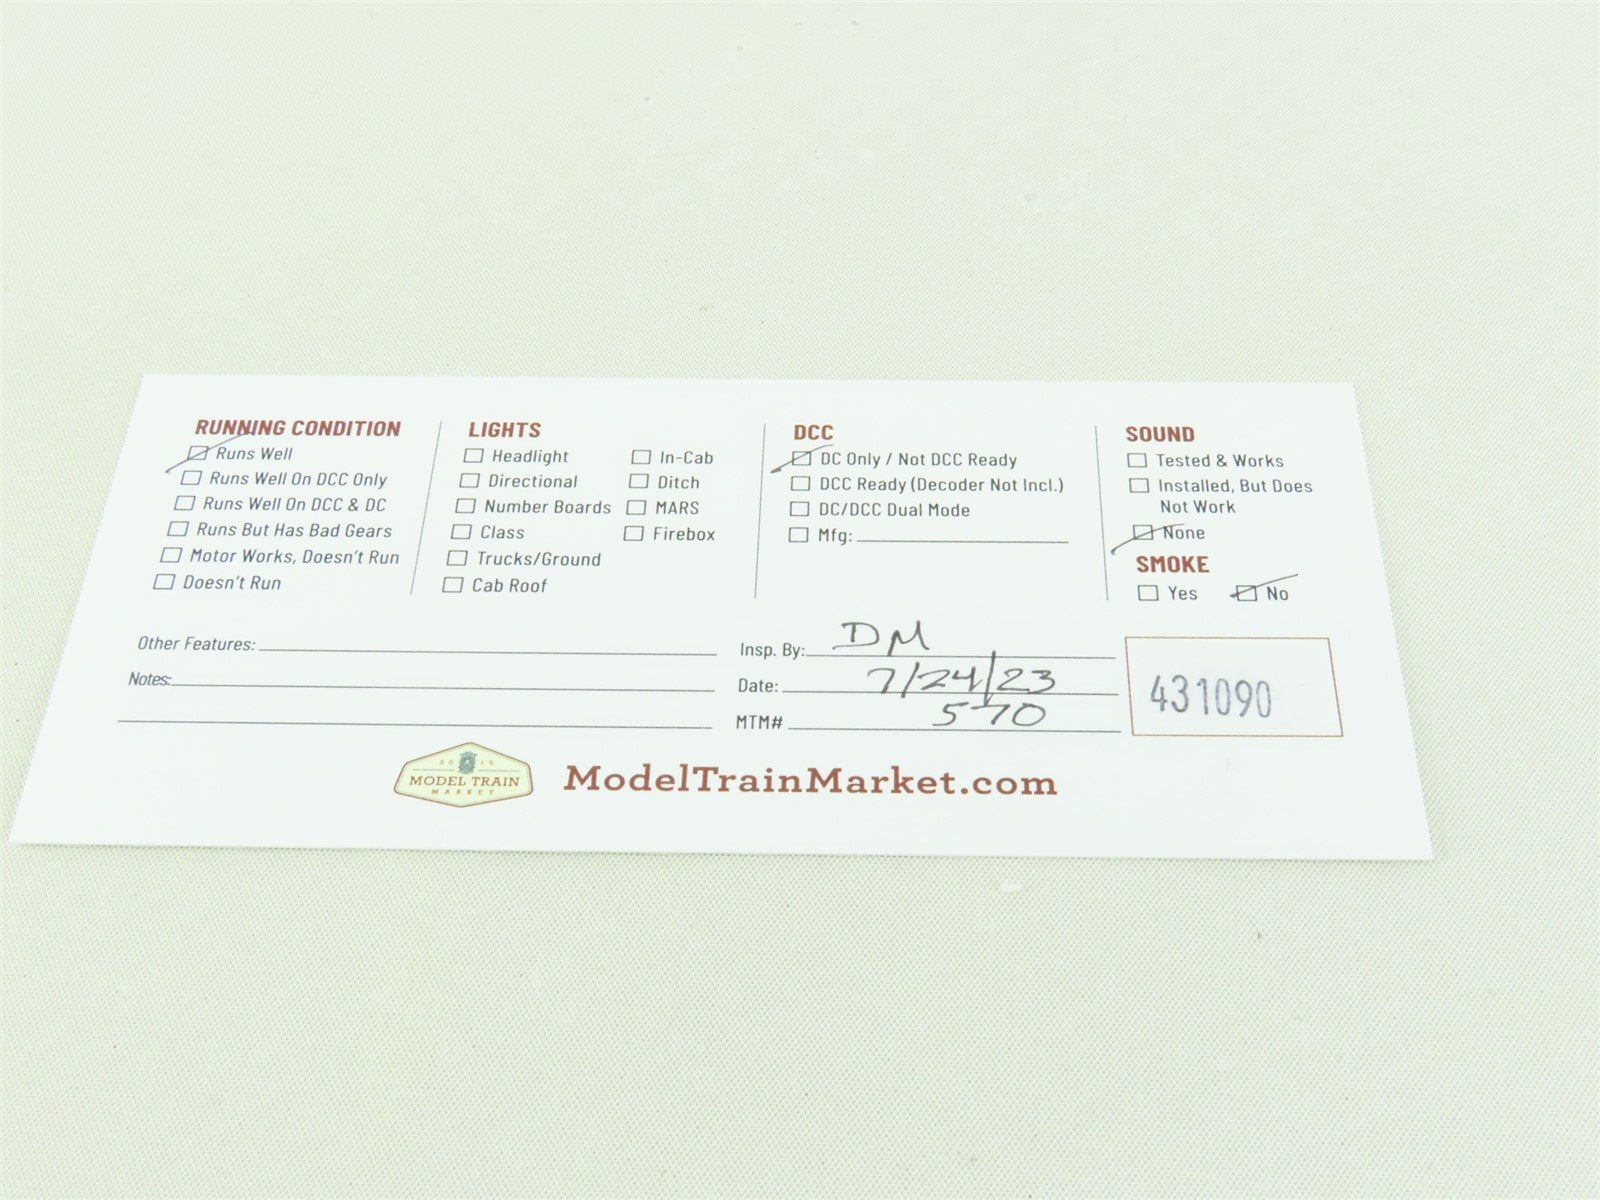 RUNNING CONDITION
Runs Well
Runs Well On DCC Only
Runs Well On DCC & DC
Runs But Has Bad Gears
Motor Works, Doesn't Run
Doesn't Run
LIGHTS
Headlight
Directional
Number Boards
Class
Trucks/Ground
Cab Roof
In-Cab
Ditch
MARS
Firebox
DCC
DC Only / Not DCC Ready
DCC Ready (Decoder Not Incl.)
DC/DCC Dual Mode
Mfg:
SOUND
Tested & Works
Installed, But Does
Not Work
None
SMOKE
Yes No
Other Features:
Notes:
Insp. By: DM
Date: 7/24/23
MTM# 570
431090
2015
MODEL TRAIN
MARKET
ModelTrainMarket.com